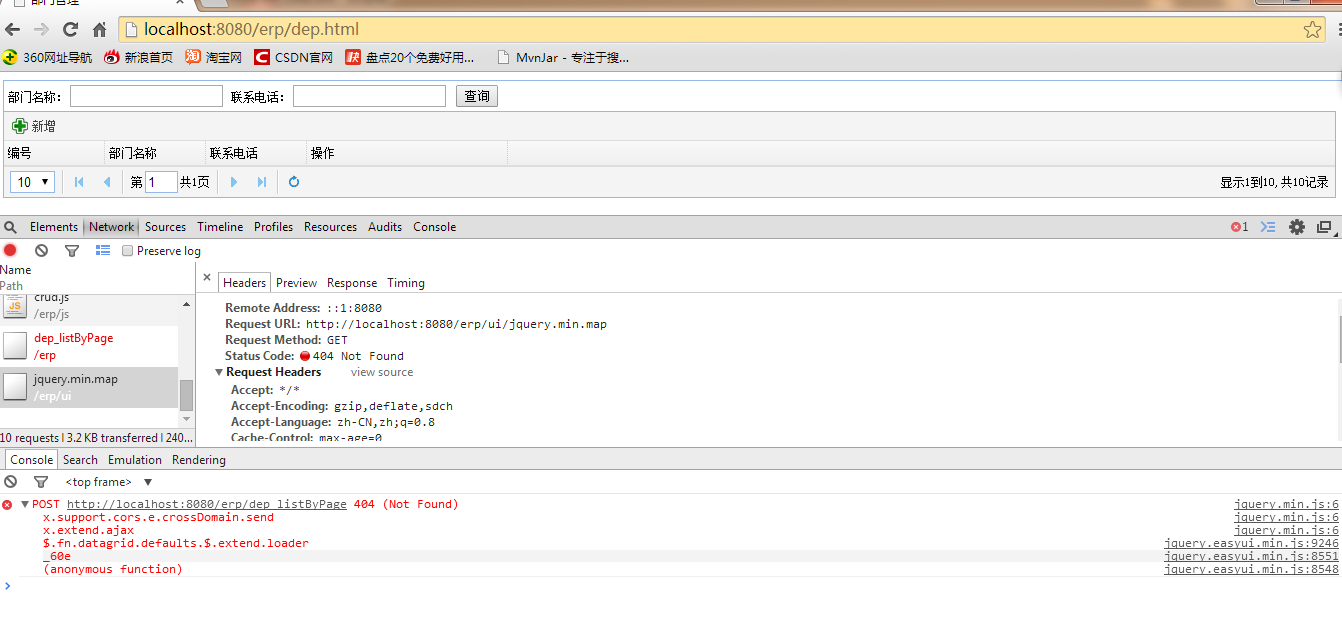 部门管理
localhost:8080/erp/dep.html
360网址导航 新浪首页 淘 淘宝网 C CSDN官网 快 盘点20个免费好用... MvnJar - 专注于搜...
部门名称: 联系电话: 查询
新增
编号 部门名称 联系电话 操作
10 第 1 共1页 显示1到10, 共10记录
Elements Network Sources Timeline Profiles Resources Audits Console 1
Preserve log
Name
Path
Headers Preview Response Timing
crud.js
/erp/js
dep_listByPage
/erp
jquery.min.map
/erp/ui
10 requests | 3.2 KB transferred | 240...
Remote Address: ::1:8080
Request URL: http://localhost:8080/erp/ui/jquery.min.map
Request Method: GET
Status Code: 404 Not Found
Request Headers view source
Accept: */*
Accept-Encoding: gzip,deflate,sdch
Accept-Language: zh-CN,zh;q=0.8
Cache-Control: max-age=0
Console Search Emulation Rendering
<top frame>
POST http://localhost:8080/erp/dep_listByPage 404 (Not Found) jquery.min.js:6
x.support.cors.e.crossDomain.send jquery.min.js:6
x.extend.ajax jquery.min.js:6
$.fn.datagrid.defaults.$.extend.loader jquery.easyui.min.js:9246
_60e jquery.easyui.min.js:8551
(anonymous function) jquery.easyui.min.js:8548